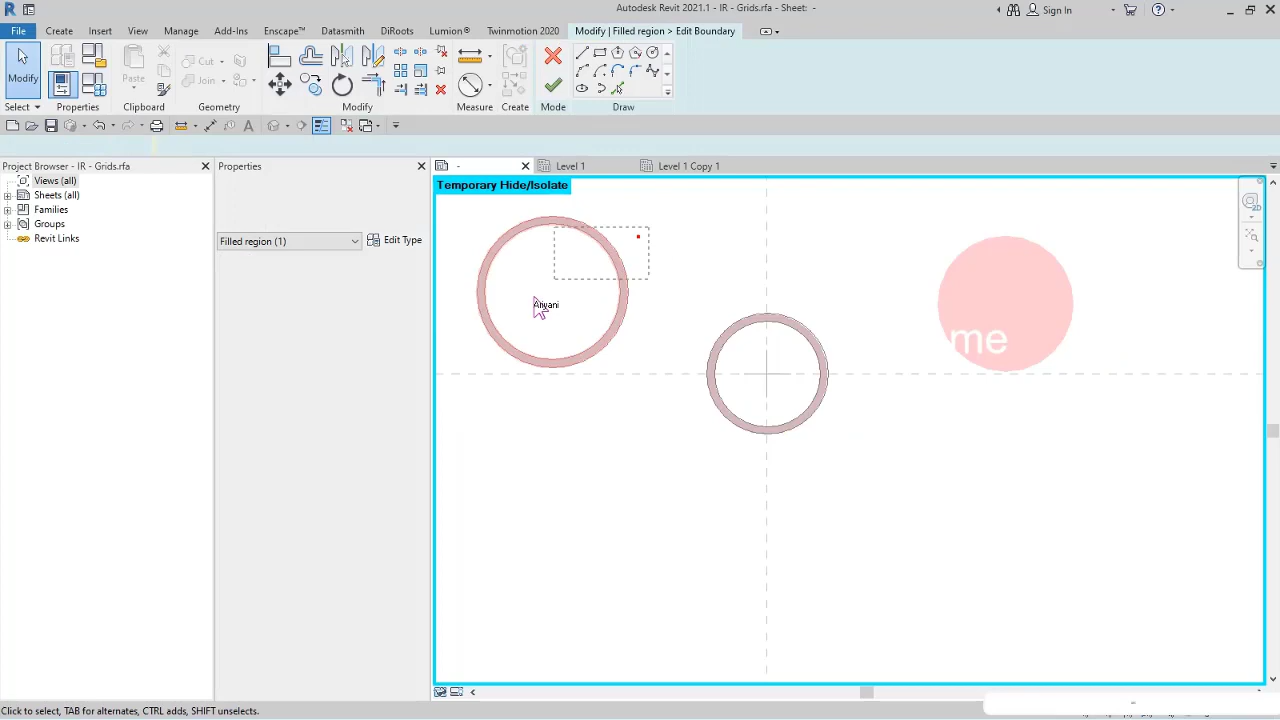 Autodesk Revit 2021.1 - IR - Grids.rfa - Sheet: -
Sign In
File Create Insert View Manage Add-Ins Enscape™ Datasmith DiRoots Lumion® Twinmotion 2020 Modify | Filled region > Edit Boundary
Modify
Paste
Cut
Join
Select Properties Clipboard Geometry Modify Measure Create Mode Draw
Project Browser - IR - Grids.rfa
Properties
-
Level 1
Level 1 Copy 1
Views (all)
Sheets (all)
Families
Groups
Revit Links
Filled region (1)
Edit Type
Temporary Hide/Isolate
2D
me
Click to select, TAB for alternates, CTRL adds, SHIFT unselects.